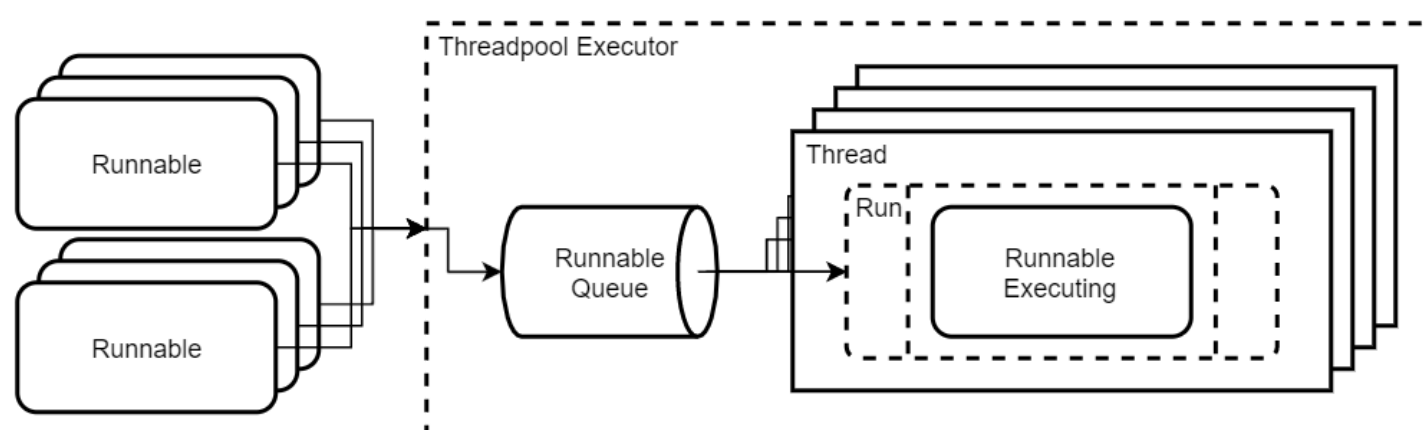 Threadpool Executor
Runnable
Runnable
Runnable
Queue
Thread
Run
Runnable
Executing